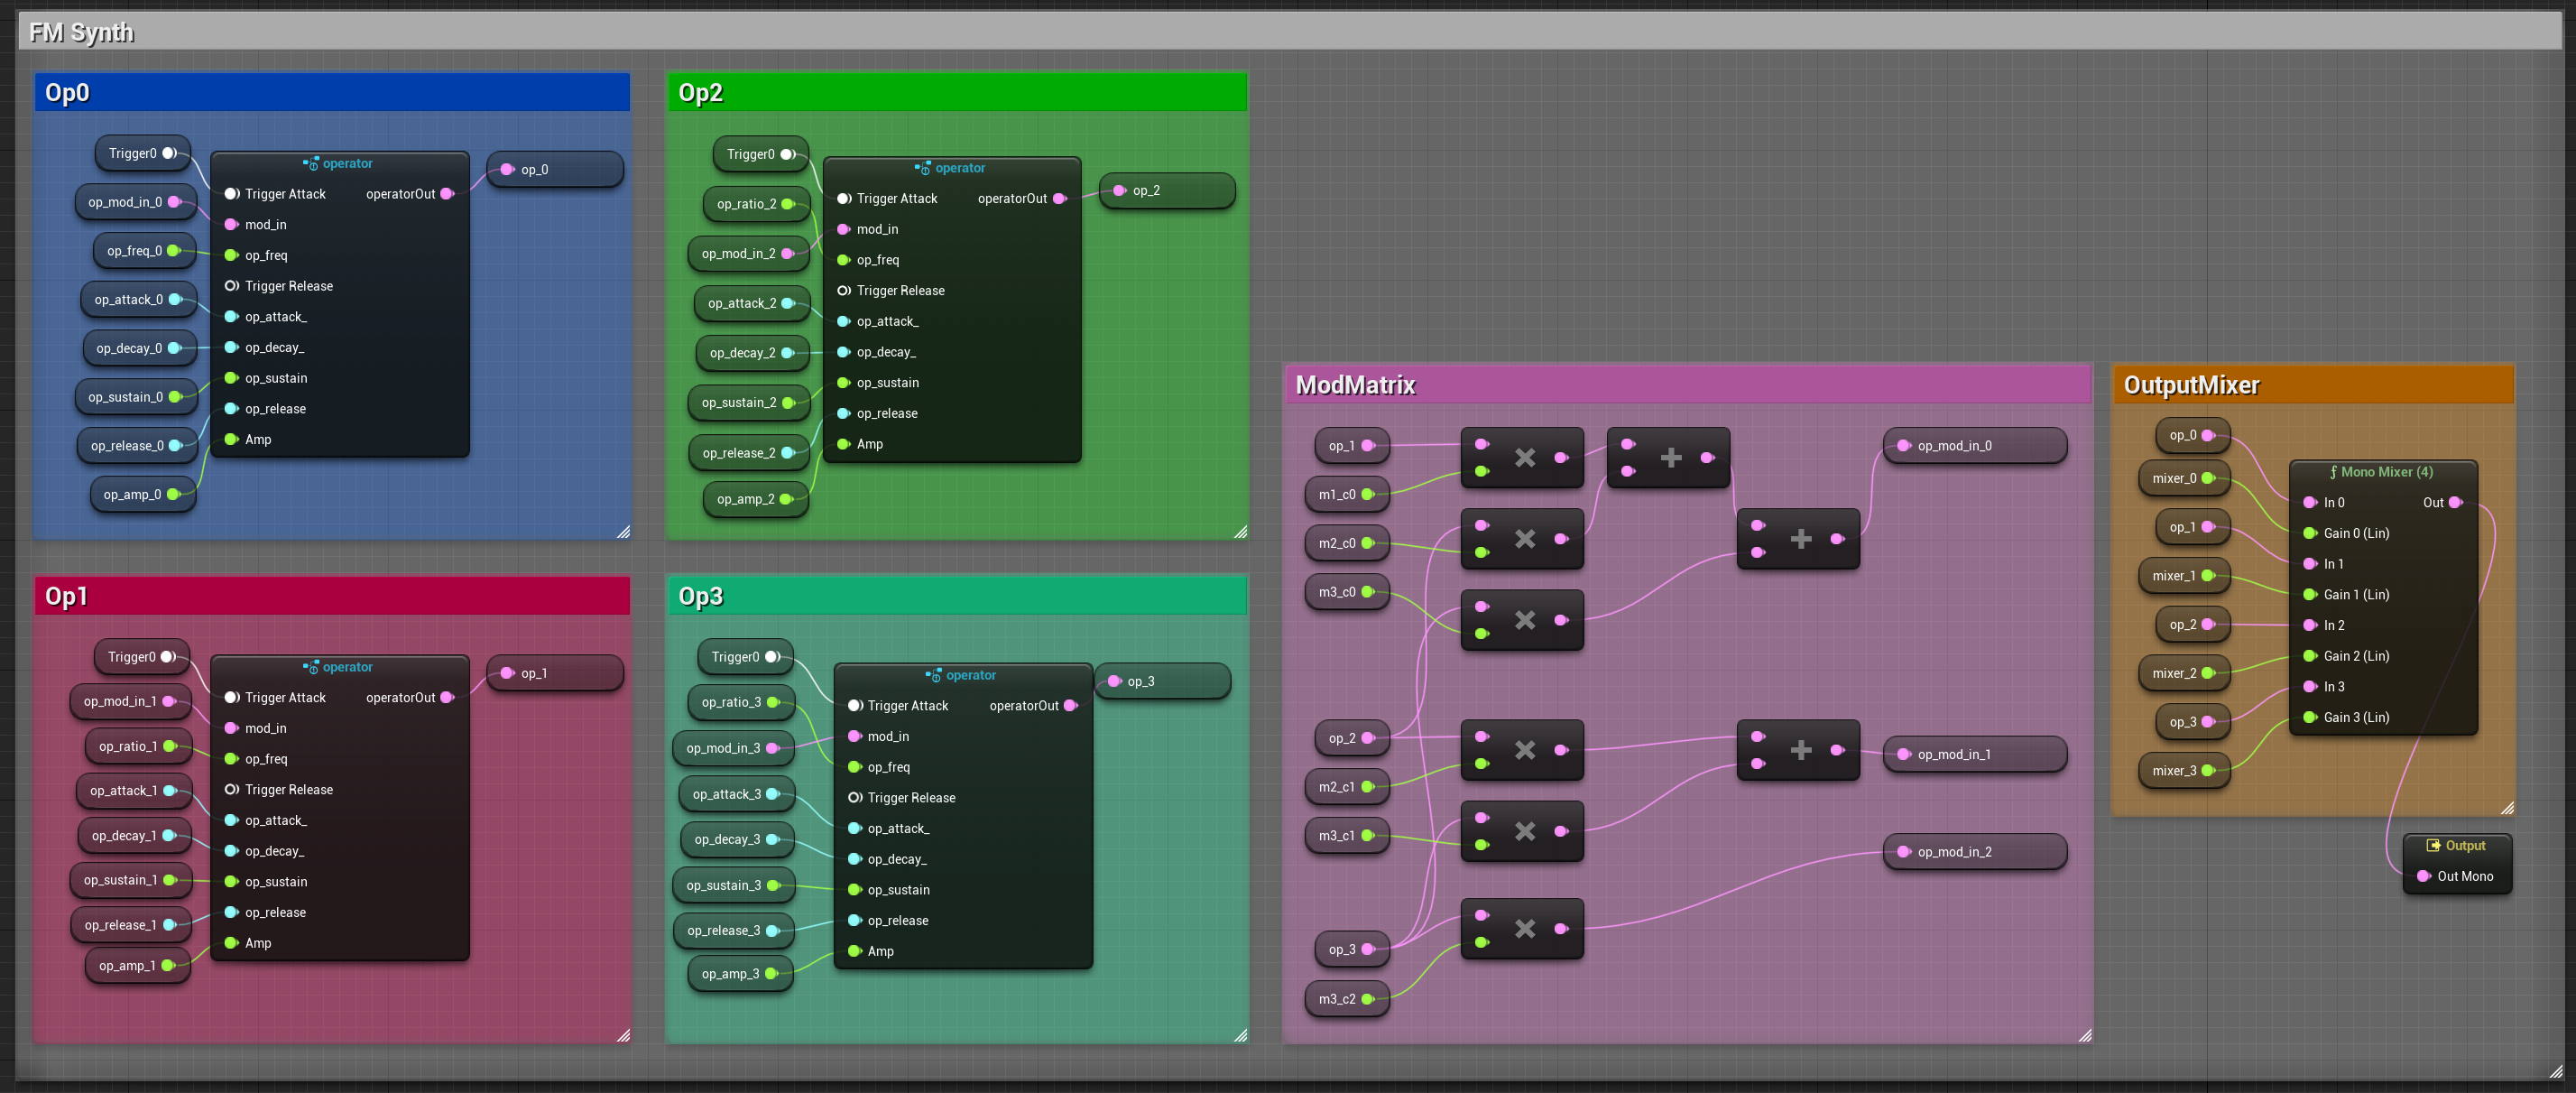 FM Synth
Op0
Trigger0
op_mod_in_0
op_freq_0
op_attack_0
op_decay_0
op_sustain_0
op_release_0
op_amp_0
operator
Trigger Attack operatorOut
mod_in
op_freq
Trigger Release
op_attack_
op_decay_
op_sustain
op_release
Amp
op_0
Op2
Trigger0
op_ratio_2
op_mod_in_2
op_attack_2
op_decay_2
op_sustain_2
op_release_2
op_amp_2
operator
Trigger Attack operatorOut
mod_in
op_freq
Trigger Release
op_attack_
op_decay_
op_sustain
op_release
Amp
op_2
Op1
Trigger0
op_mod_in_1
op_ratio_1
op_attack_1
op_decay_1
op_sustain_1
op_release_1
op_amp_1
operator
Trigger Attack operatorOut
mod_in
op_freq
Trigger Release
op_attack_
op_decay_
op_sustain
op_release
Amp
op_1
Op3
Trigger0
op_ratio_3
op_mod_in_3
op_attack_3
op_decay_3
op_sustain_3
op_release_3
op_amp_3
operator
Trigger Attack operatorOut
mod_in
op_freq
Trigger Release
op_attack_
op_decay_
op_sustain
op_release
Amp
op_3
ModMatrix
op_1
m1_c0
m2_c0
m3_c0
op_2
m2_c1
m3_c1
op_3
m3_c2
op_mod_in_0
op_mod_in_1
op_mod_in_2
OutputMixer
op_0
mixer_0
op_1
mixer_1
op_2
mixer_2
op_3
mixer_3
Mono Mixer (4)
In 0 Out
Gain 0 (Lin)
In 1
Gain 1 (Lin)
In 2
Gain 2 (Lin)
In 3
Gain 3 (Lin)
Output
Out Mono